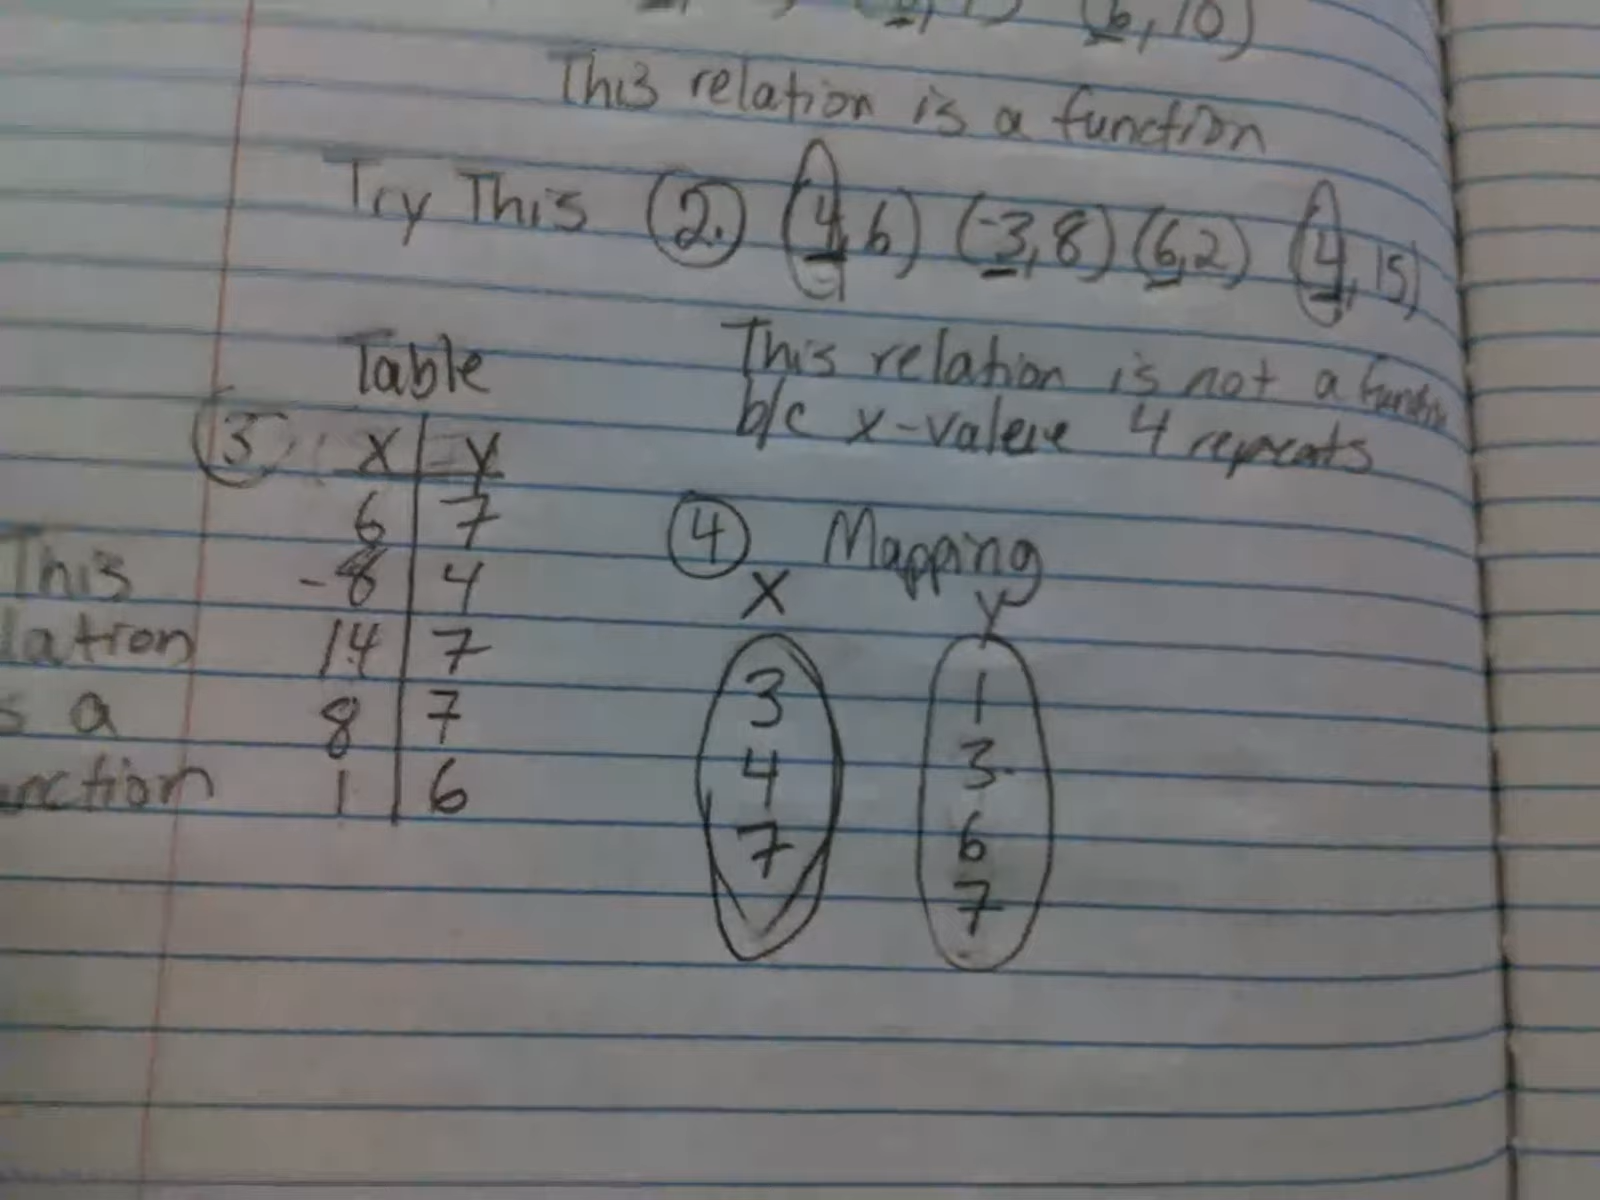 (6,10)
This relation is a function
Try This 2. (4,6) (-3,8) (6,2) (4,15)
This relation is not a function
b/c x-valeue 4 repeats
Table
3 x y
6 7
-8 4
14 7
8 7
1 6
This
lation
s a
nction
4 Mapping
X Y
3 1
4 3
7 6
7